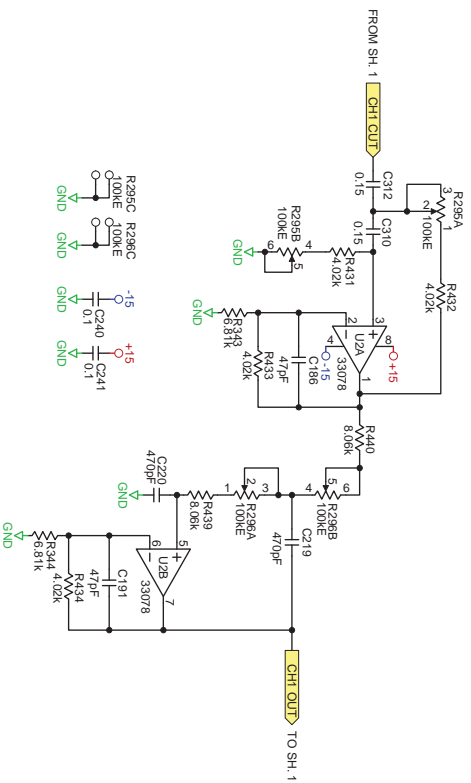 FROM SH. 1
CH1 CUT
C312
0.15
C310
0.15
R295A
100kE
3
2
1
R432
4.02k
R431
4.02k
R295B
100kE
4
5
6
GND
3
2
8
4
1
+15
-15
U2A
33078
C186
47pF
R433
4.02k
R343
6.81k
GND
R440
8.06k
R296B
100kE
6
5
4
R296A
100kE
3
2
1
C219
470pF
R439
8.06k
C220
470pF
GND
5
6
7
U2B
33078
C191
47pF
R434
4.02k
R344
6.81k
GND
CH1 OUT
TO SH. 1
R295C
100kE
GND
R296C
100kE
GND
-15
C240
0.1
GND
+15
C241
0.1
GND